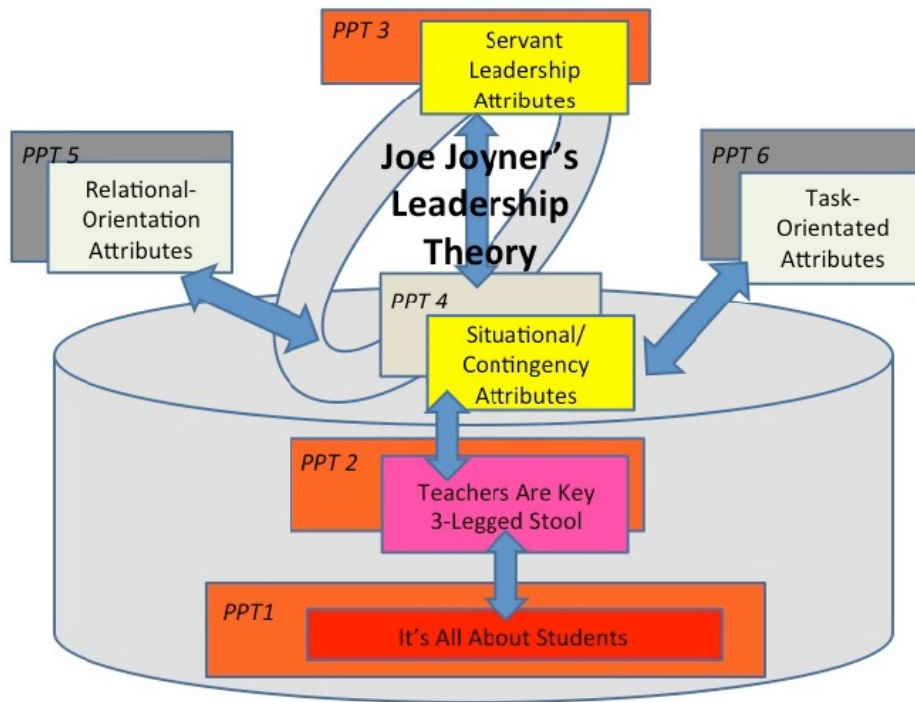 PPT 3
Servant
Leadership
Attributes
PPT 5
Relational-
Orientation
Attributes
Joe Joyner’s
Leadership
Theory
PPT 6
Task-
Orientated
Attributes
PPT 4
Situational/
Contingency
Attributes
PPT 2
Teachers Are Key
3-Legged Stool
PPT1
It’s All About Students